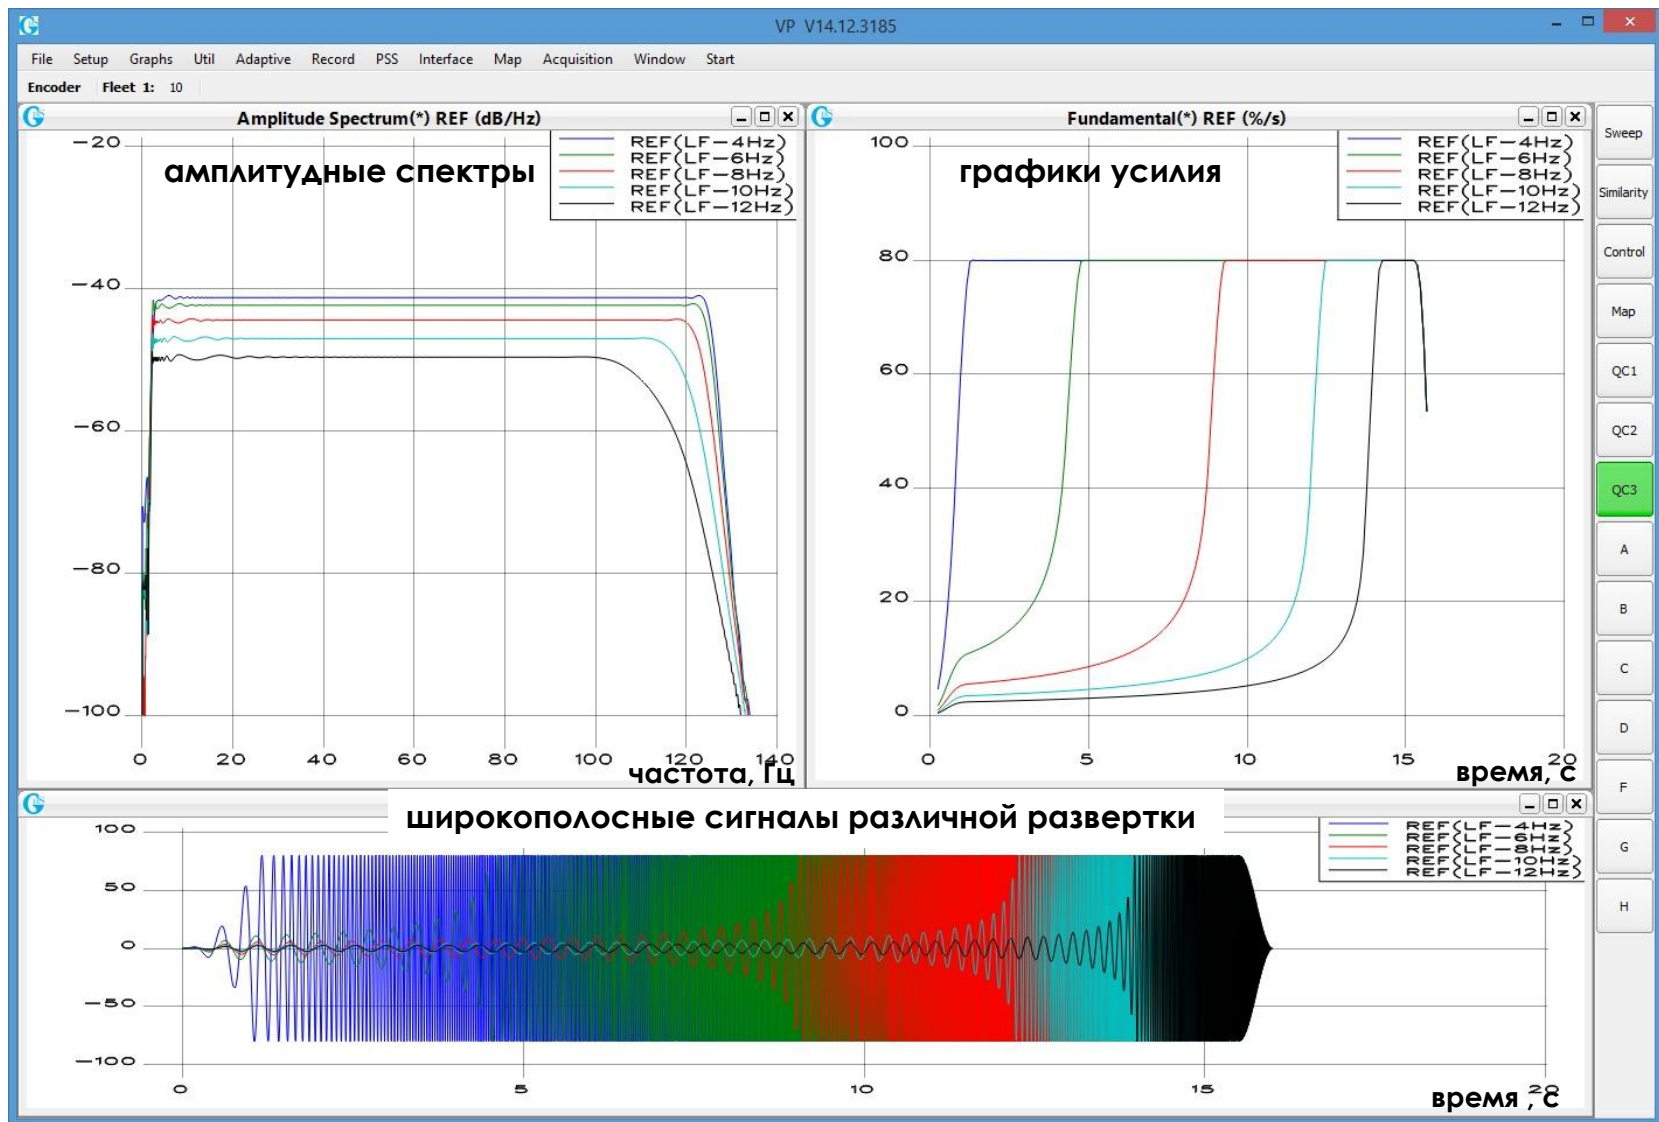 VP V14.12.3185
File Setup Graphs Util Adaptive Record PSS Interface Map Acquisition Window Start
Encoder Fleet 1: 10
Amplitude Spectrum(*) REF (dB/Hz)
амплитудные спектры
REF(LF-4Hz)
REF(LF-6Hz)
REF(LF-8Hz)
REF(LF-10Hz)
REF(LF-12Hz)
-20
-40
-60
-80
-100
0 20 40 60 80 100 120 140
частота, Гц
Fundamental(*) REF (%/s)
графики усилия
REF(LF-4Hz)
REF(LF-6Hz)
REF(LF-8Hz)
REF(LF-10Hz)
REF(LF-12Hz)
100
80
60
40
20
0
0 5 10 15 20
время, с
широкополосные сигналы различной развертки
REF(LF-4Hz)
REF(LF-6Hz)
REF(LF-8Hz)
REF(LF-10Hz)
REF(LF-12Hz)
100
50
0
-50
-100
0 5 10 15 20
время , с
Sweep
Similarity
Control
Map
QC1
QC2
QC3
A
B
C
D
F
G
H